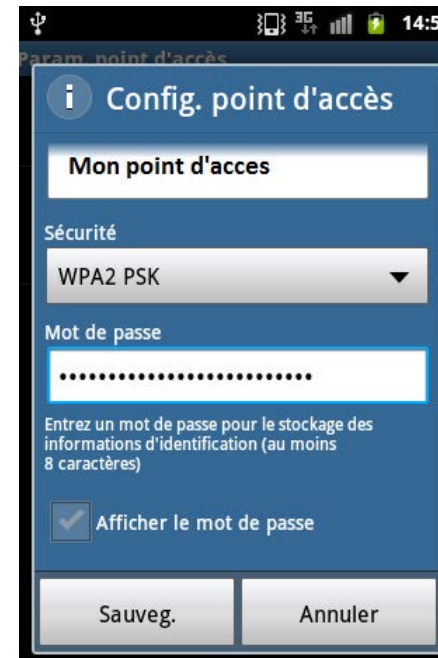 3G 14:5
Param. point d'accès
i Config. point d'accès
Mon point d'acces
Sécurité
WPA2 PSK
Mot de passe
••••••••••••••••••••••••••
Entrez un mot de passe pour le stockage des
informations d'identification (au moins
8 caractères)
Afficher le mot de passe
Sauveg. Annuler